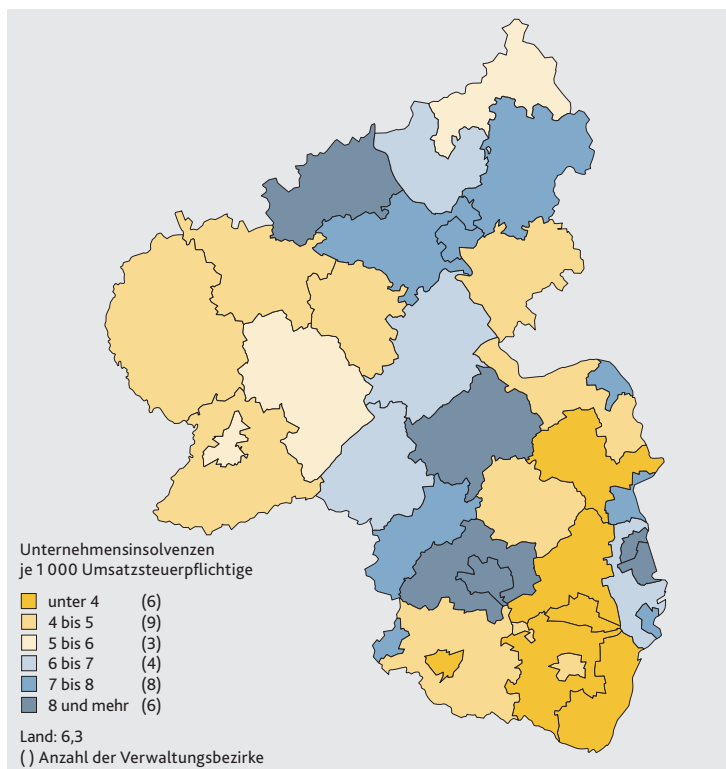 Unternehmensinsolvenzen
je 1 000 Umsatzsteuerpflichtige
unter 4 (6)
4 bis 5 (9)
5 bis 6 (3)
6 bis 7 (4)
7 bis 8 (8)
8 und mehr (6)
Land: 6,3
( ) Anzahl der Verwaltungsbezirke